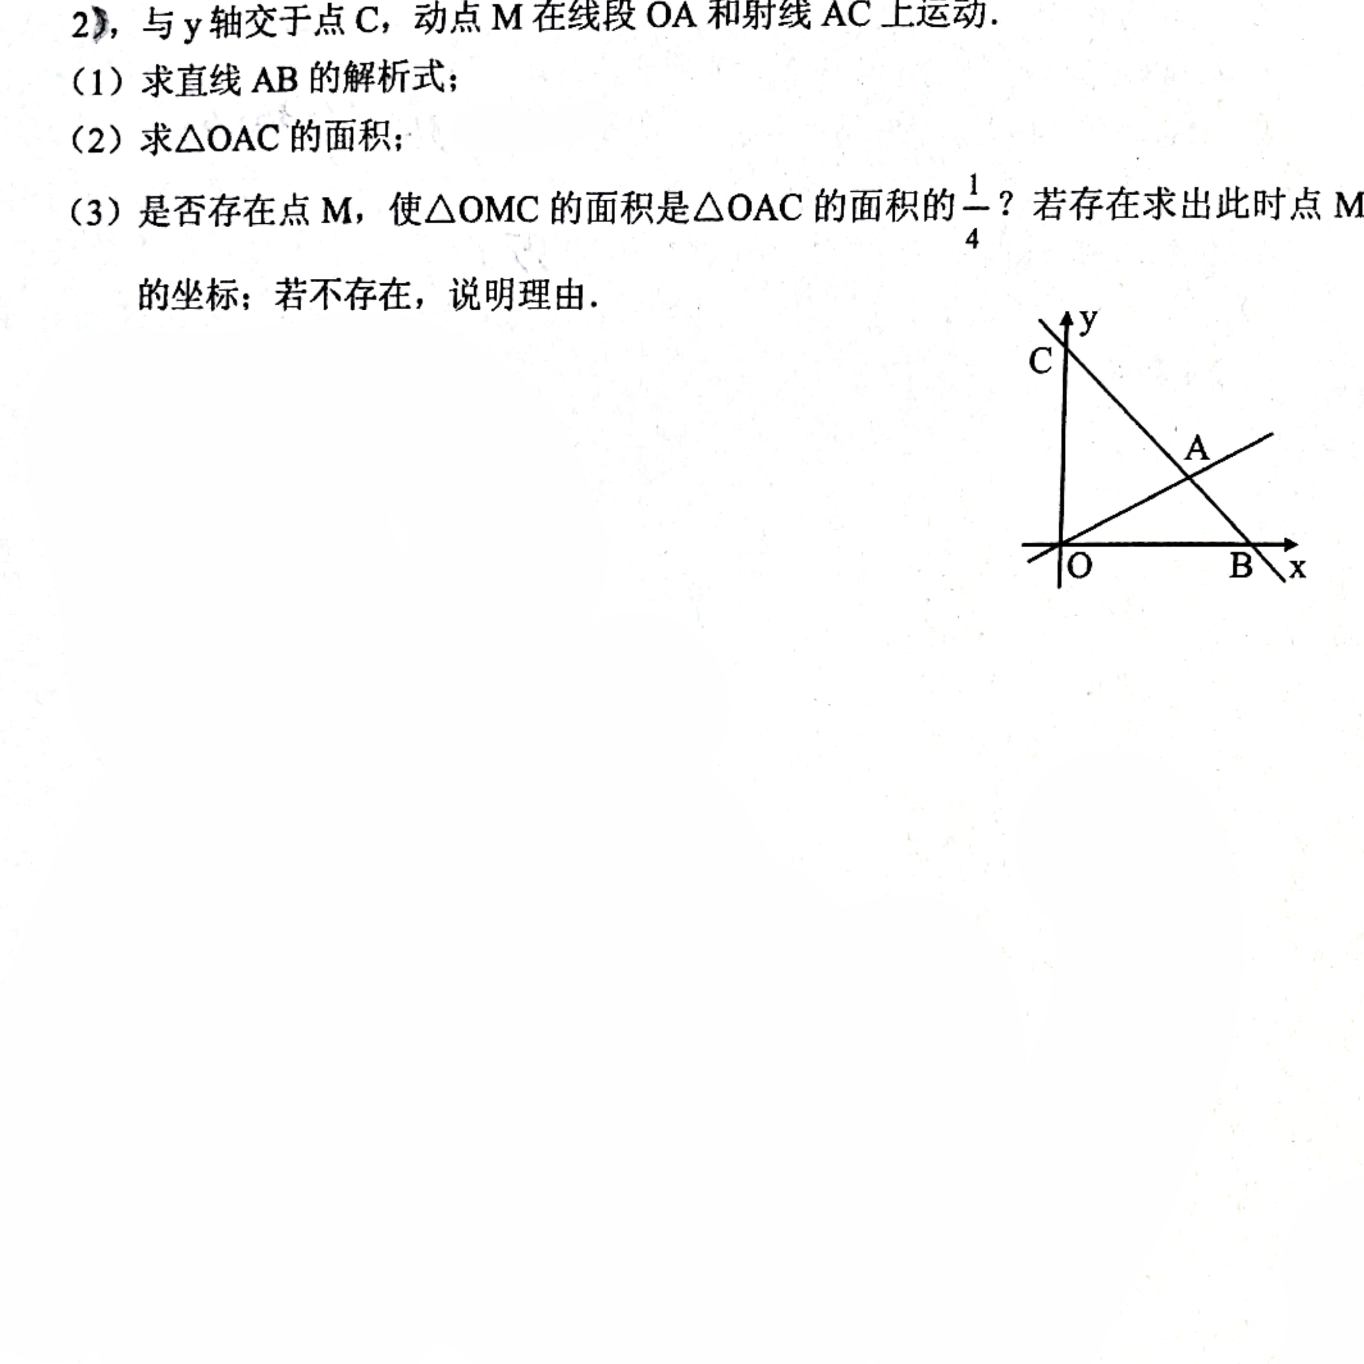 2)，与 y 轴交于点 C，动点 M 在线段 OA 和射线 AC 上运动．
（1）求直线 AB 的解析式；
（2）求△OAC 的面积；
（3）是否存在点 M，使△OMC 的面积是△OAC 的面积的 1/4？若存在求出此时点 M
的坐标；若不存在，说明理由．
y
C
A
O
B
x